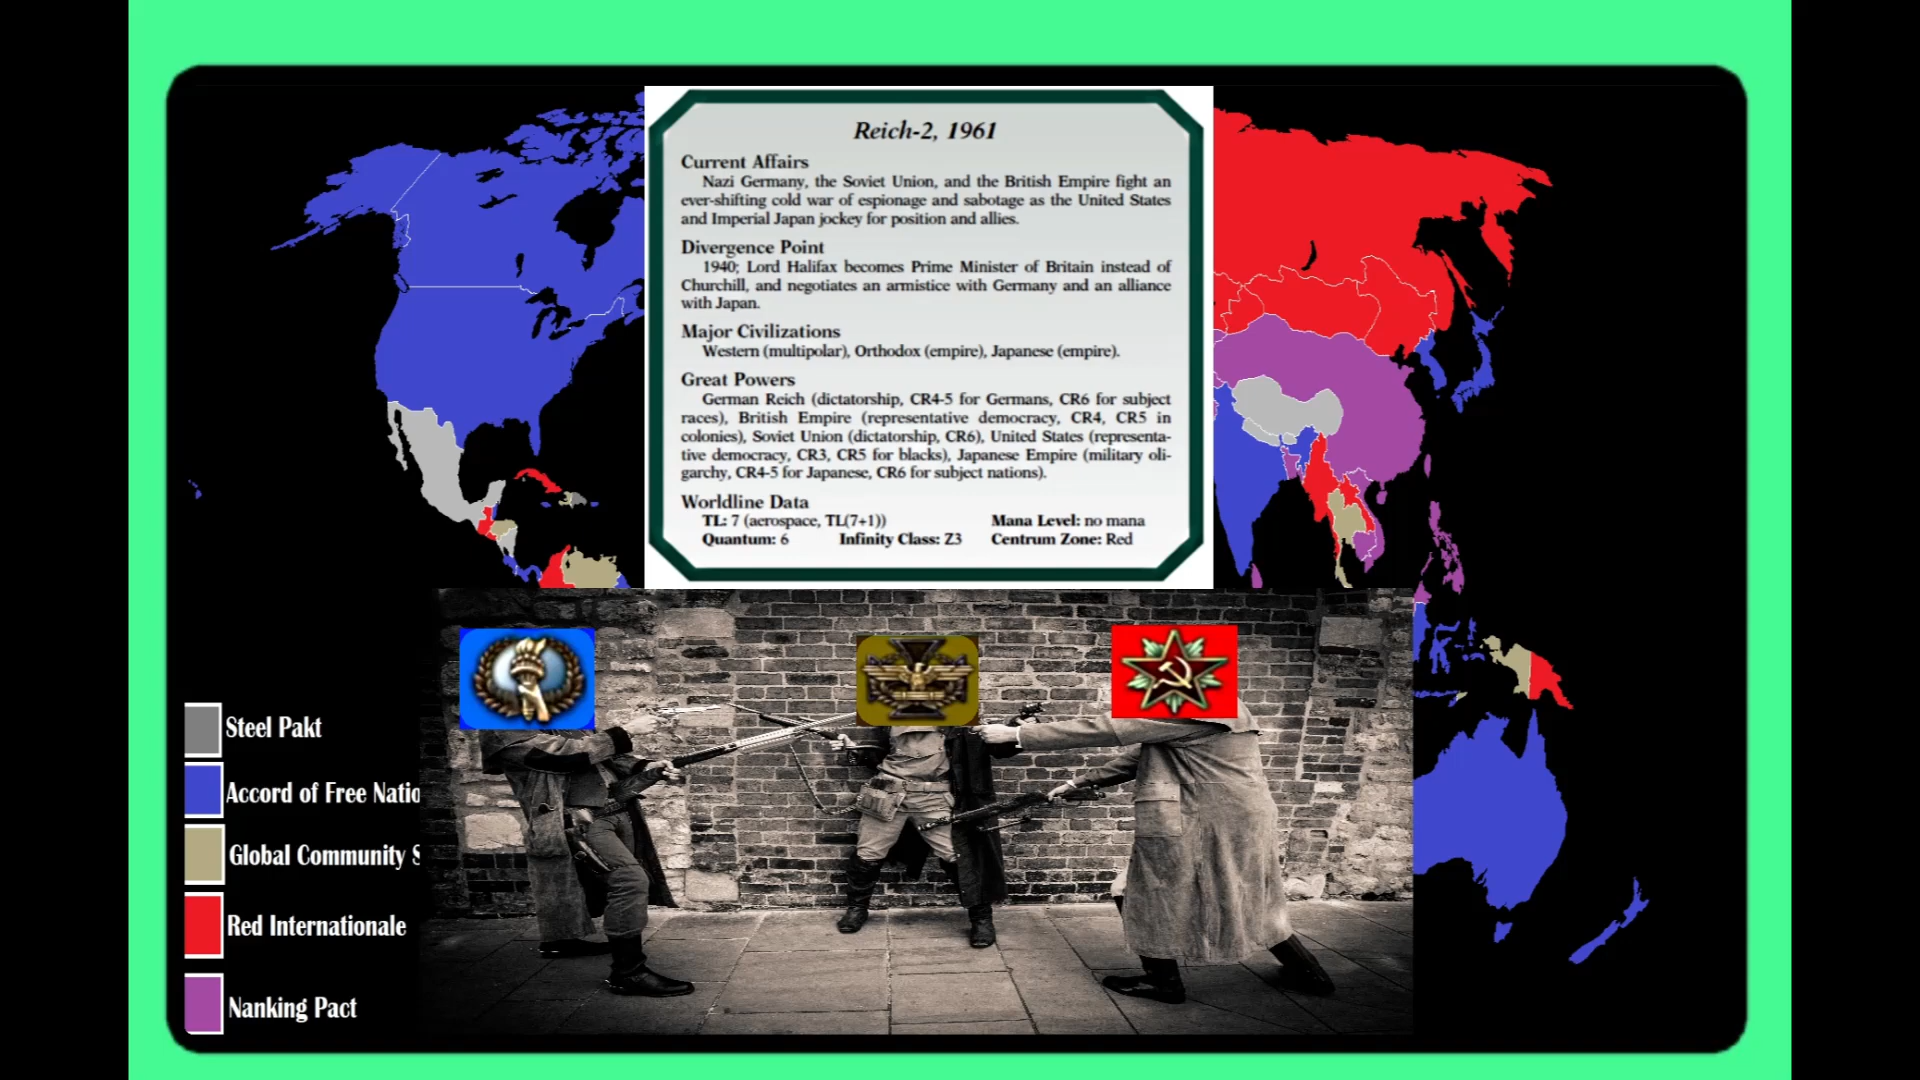 Reich-2, 1961
Current Affairs
Nazi Germany, the Soviet Union, and the British Empire fight an
ever-shifting cold war of espionage and sabotage as the United States
and Imperial Japan jockey for position and allies.
Divergence Point
1940; Lord Halifax becomes Prime Minister of Britain instead of
Churchill, and negotiates an armistice with Germany and an alliance
with Japan.
Major Civilizations
Western (multipolar), Orthodox (empire), Japanese (empire).
Great Powers
German Reich (dictatorship, CR4-5 for Germans, CR6 for subject
races), British Empire (representative democracy, CR4, CR5 in
colonies), Soviet Union (dictatorship, CR6), United States (representa-
tive democracy, CR3, CR5 for blacks), Japanese Empire (military oli-
garchy, CR4-5 for Japanese, CR6 for subject nations).
Worldline Data
TL: 7 (aerospace, TL(7+1)) Mana Level: no mana
Quantum: 6 Infinity Class: Z3 Centrum Zone: Red
Steel Pakt
Accord of Free Natio
Global Community S
Red Internationale
Nanking Pact